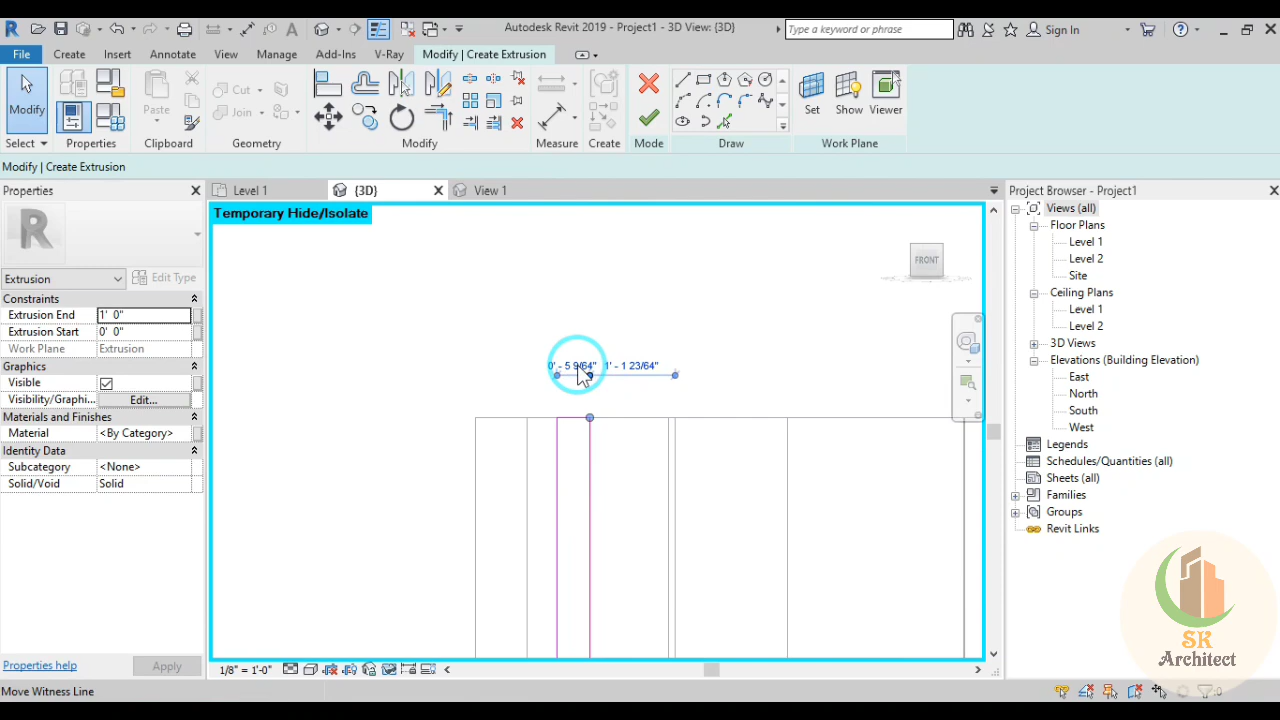 Autodesk Revit 2019 - Project1 - 3D View: {3D}
Type a keyword or phrase
Sign In
File
Create
Insert
Annotate
View
Manage
Add-Ins
V-Ray
Modify | Create Extrusion
Modify
Paste
Cut
Join
Create
Set
Show
Viewer
Select
Properties
Clipboard
Geometry
Modify
Measure
Create
Mode
Draw
Work Plane
Modify | Create Extrusion
Properties
Extrusion
Edit Type
Constraints
Extrusion End 1' 0"
Extrusion Start 0' 0"
Work Plane Extrusion
Graphics
Visible
Visibility/Graphi... Edit...
Materials and Finishes
Material <By Category>
Identity Data
Subcategory <None>
Solid/Void Solid
Properties help
Apply
Level 1
{3D}
View 1
Temporary Hide/Isolate
FRONT
0' - 5 9/64"
1' - 1 23/64"
1/8" = 1'-0"
Project Browser - Project1
Views (all)
Floor Plans
Level 1
Level 2
Site
Ceiling Plans
Level 1
Level 2
3D Views
Elevations (Building Elevation)
East
North
South
West
Legends
Schedules/Quantities (all)
Sheets (all)
Families
Groups
Revit Links
SK
Architect
Move Witness Line
:0